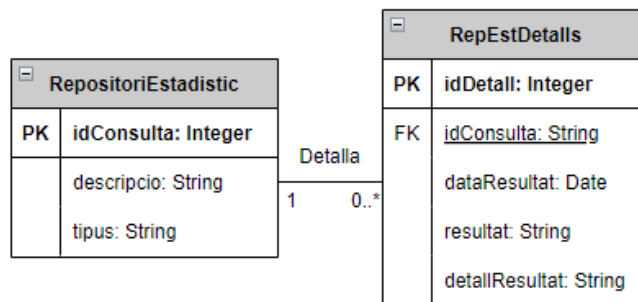 RepositoriEstadistic
PK idConsulta: Integer
descripcio: String
tipus: String
Detalla
1 0..*
RepEstDetalls
PK idDetall: Integer
FK idConsulta: String
dataResultat: Date
resultat: String
detallResultat: String